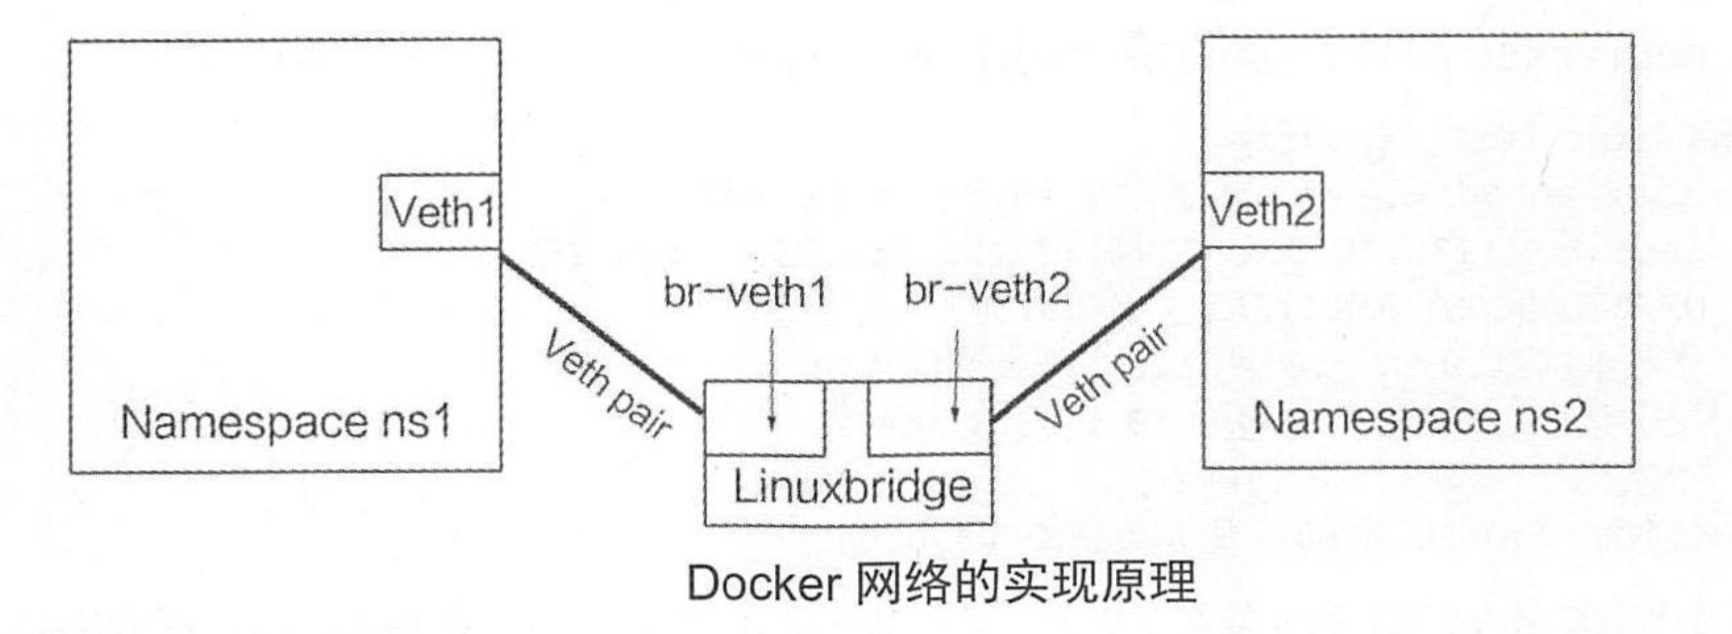 Veth1
Veth2
br-veth1
br-veth2
Veth pair
Veth pair
Namespace ns1
Namespace ns2
Linuxbridge
Docker 网络的实现原理